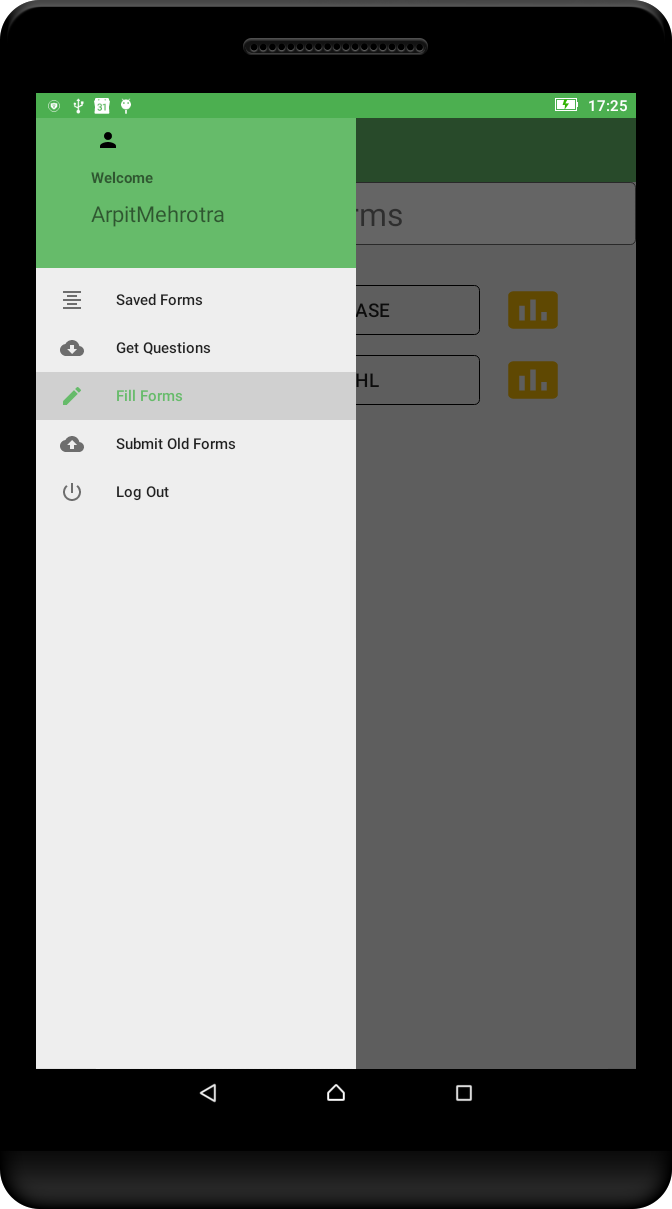 31
17:25
Welcome
ArpitMehrotra
rms
ASE
HL
Saved Forms
Get Questions
Fill Forms
Submit Old Forms
Log Out